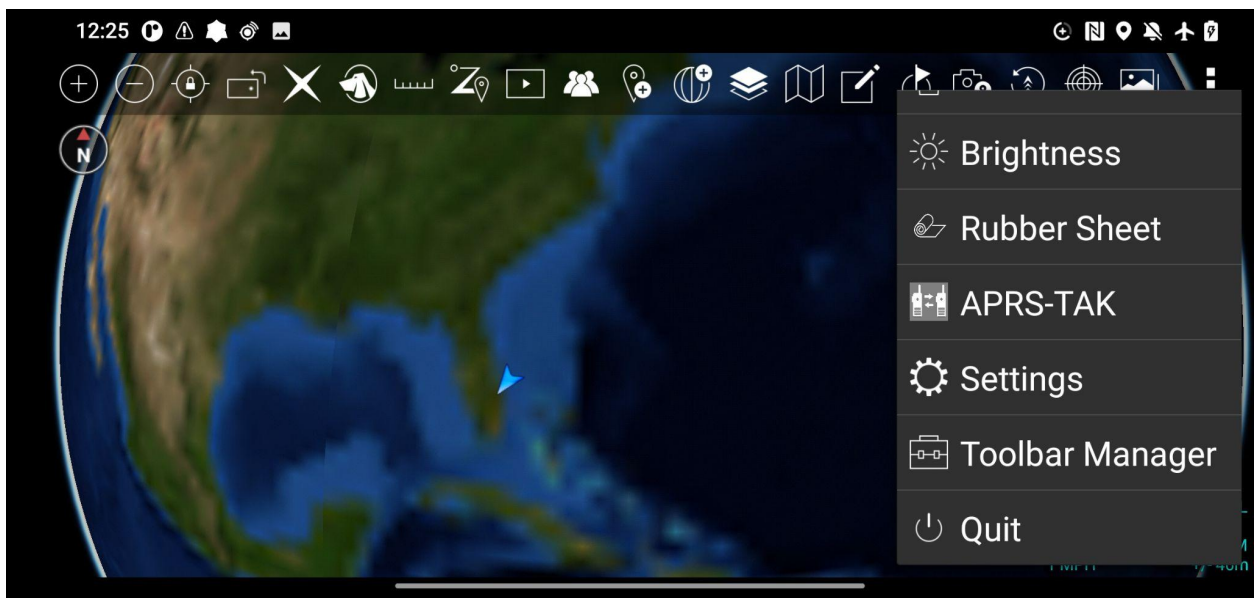 12:25
N
Z
N
Brightness
Rubber Sheet
APRS-TAK
Settings
Toolbar Manager
Quit